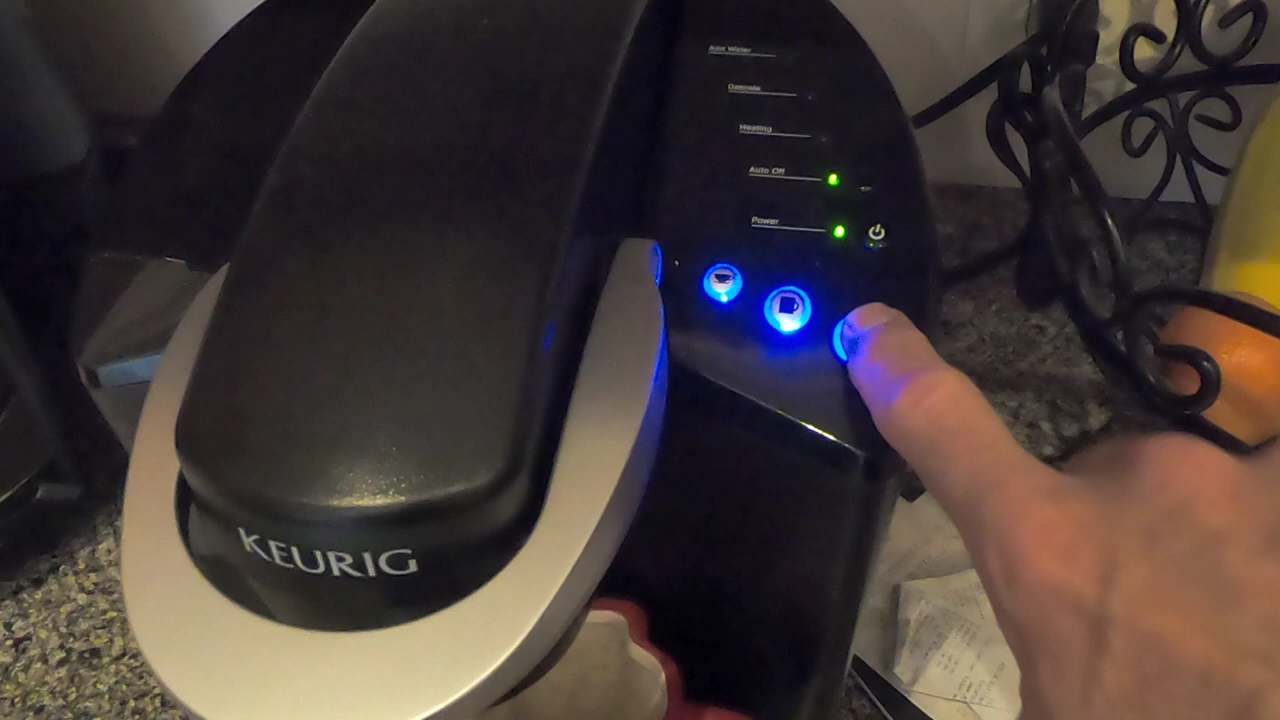 Add Water
Descale
Heating
Auto Off
Power
KEURIG